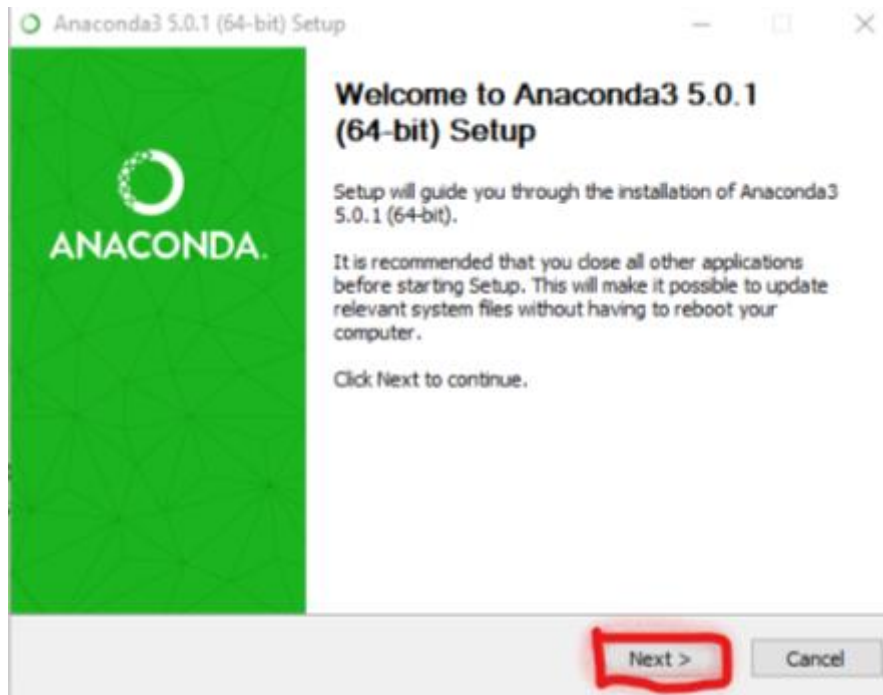 Anaconda3 5.0.1 (64-bit) Setup
ANACONDA.
Welcome to Anaconda3 5.0.1
(64-bit) Setup
Setup will guide you through the installation of Anaconda3
5.0.1 (64-bit).
It is recommended that you close all other applications
before starting Setup. This will make it possible to update
relevant system files without having to reboot your
computer.
Click Next to continue.
Next >
Cancel